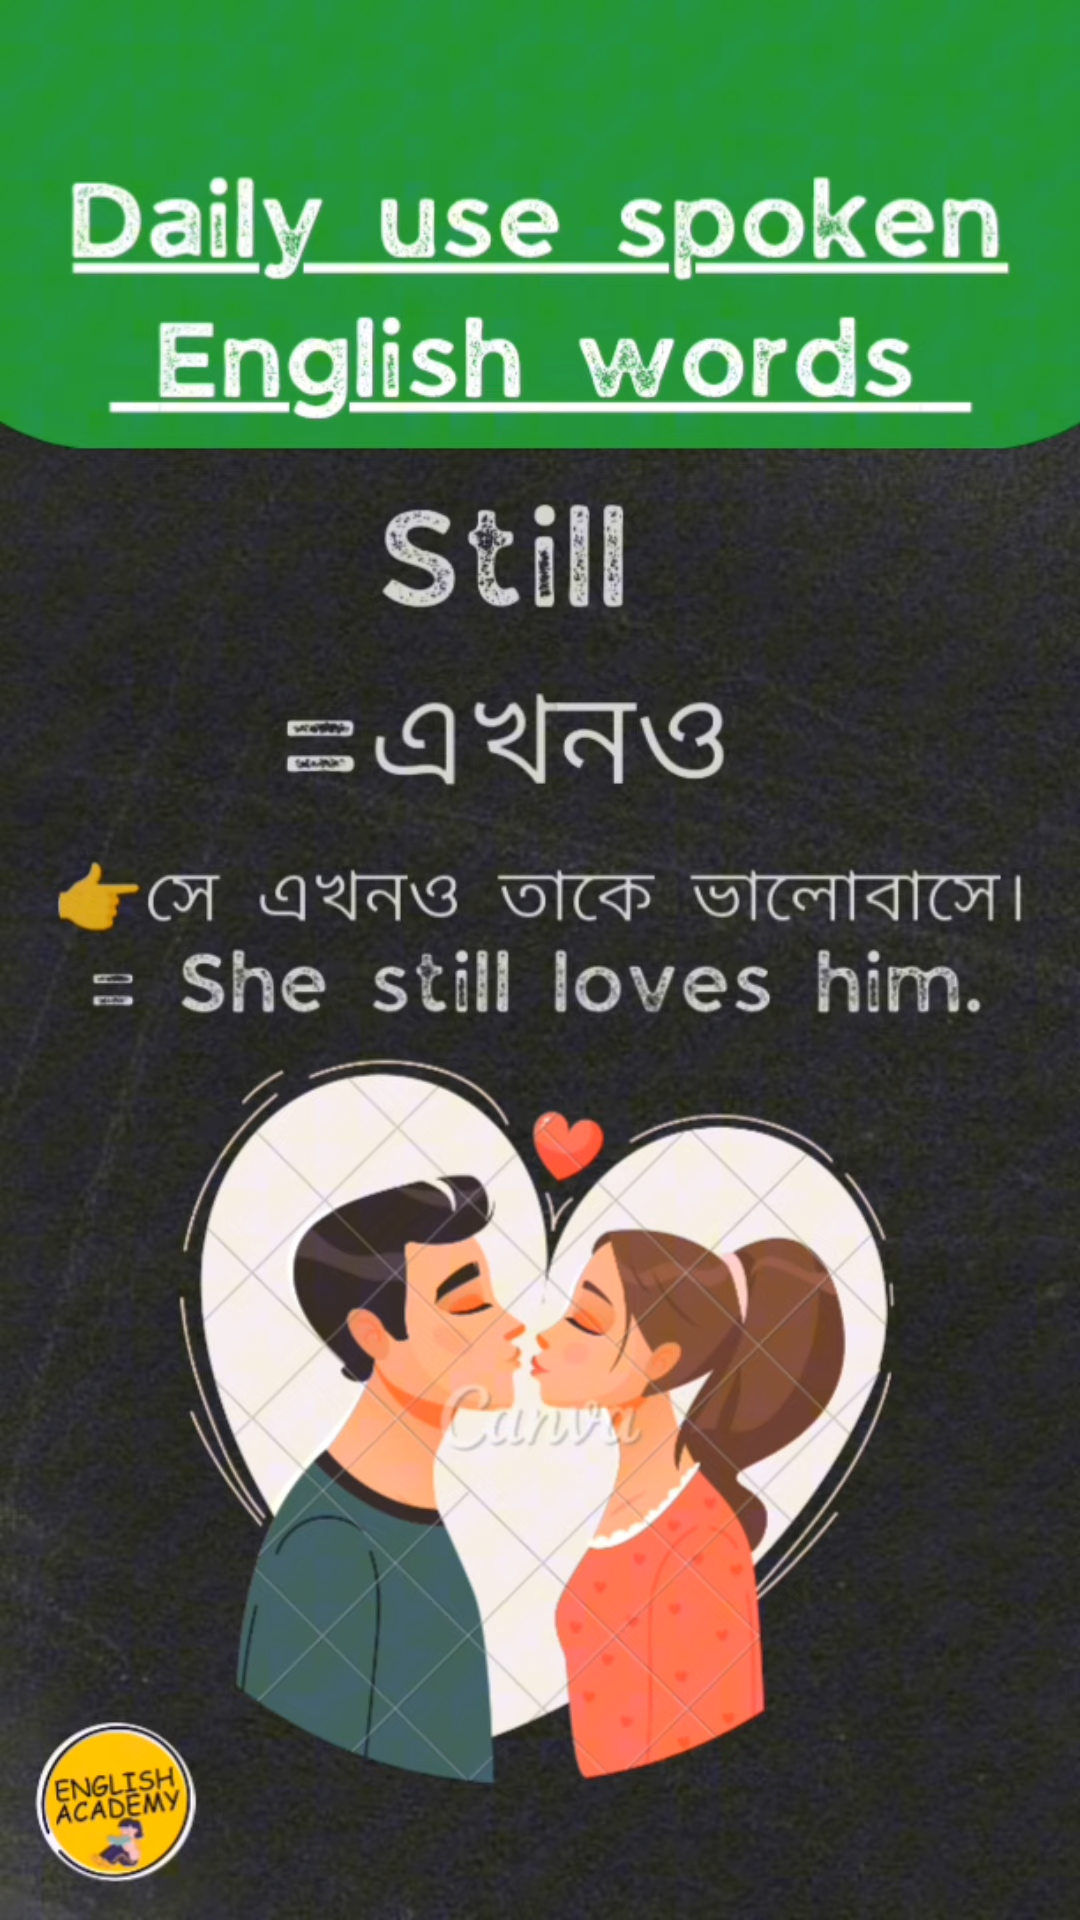 Daily use spoken
English words
Still
=এখনও
👉সে এখনও তাকে ভালোবাসে।
= She still loves him.
Canva
ENGLISH
ACADEMY